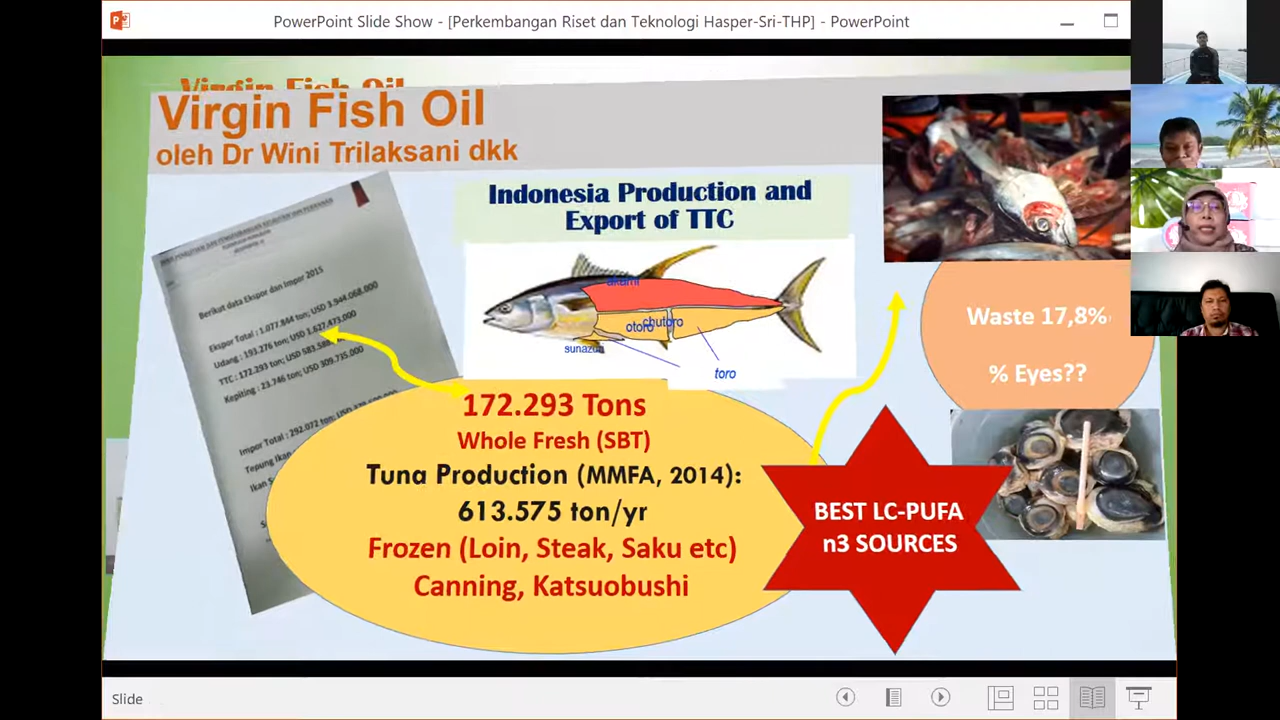 PowerPoint Slide Show - [Perkembangan Riset dan Teknologi Hasper-Sri-THP] - PowerPoint
Virgin Fish Oil
Virgin Fish Oil
oleh Dr Wini Trilaksani dkk
Indonesia Production and
Export of TTC
akami
otoro
chutoro
toro
Berikut data Ekspor dan Impor 2015
Ekspor Total : 1.077.844 ton; USD 3.944.068.000
Udang : 193.276 ton; USD 1.627.473.000
TTC : 172.293 ton; USD 583.
Kepiting : 23.746 ton; USD 309.735.000
Impor Total : 292.072 ton;
Tepung Ikan
Ikan
172.293 Tons
Whole Fresh (SBT)
Tuna Production (MMFA, 2014):
613.575 ton/yr
Frozen (Loin, Steak, Saku etc)
Canning, Katsuobushi
Waste 17,8%
% Eyes??
BEST LC-PUFA
n3 SOURCES
Slide